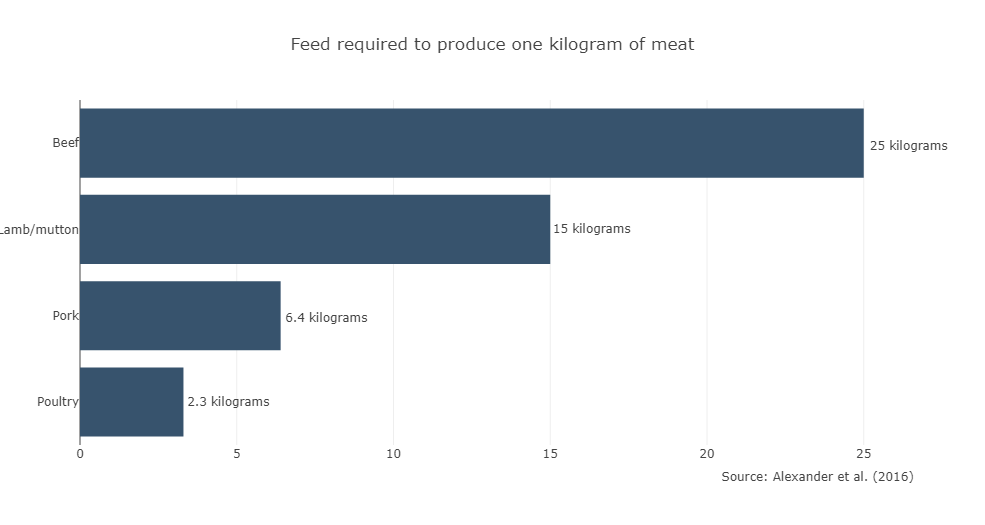 Feed required to produce one kilogram of meat
Beef
25 kilograms
Lamb/mutton
15 kilograms
Pork
6.4 kilograms
Poultry
2.3 kilograms
0 5 10 15 20 25
Source: Alexander et al. (2016)